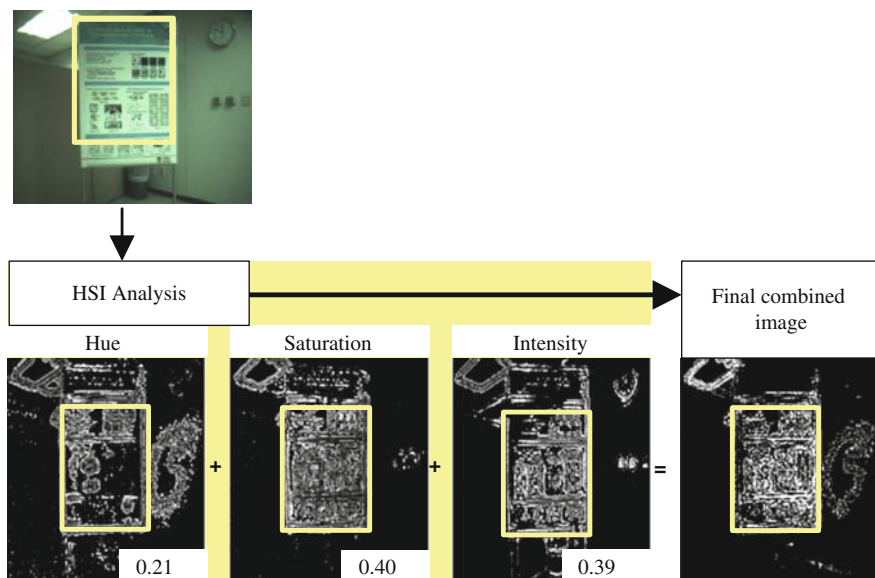 HSI Analysis
Final combined
image
Hue
Saturation
Intensity
+
+
=
0.21
0.40
0.39